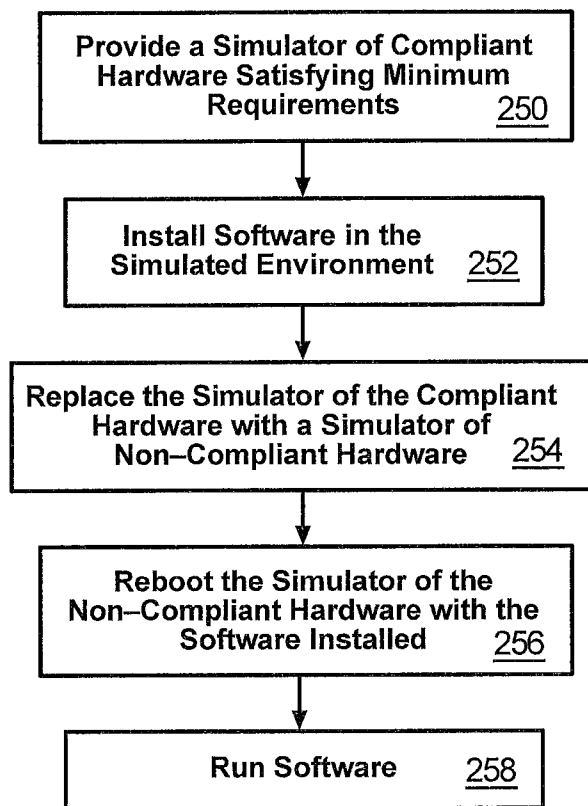 Provide a Simulator of Compliant
Hardware Satisfying Minimum
Requirements 250
Install Software in the
Simulated Environment 252
Replace the Simulator of the Compliant
Hardware with a Simulator of
Non–Compliant Hardware 254
Reboot the Simulator of the
Non–Compliant Hardware with the
Software Installed 256
Run Software 258